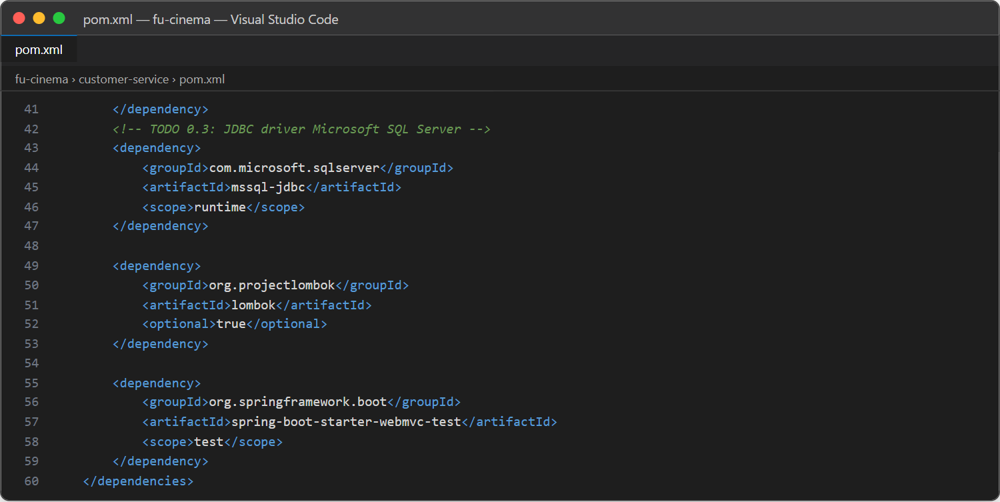 pom.xml — fu-cinema — Visual Studio Code
pom.xml
fu-cinema › customer-service › pom.xml
41 </dependency>
42 <!-- TODO 0.3: JDBC driver Microsoft SQL Server -->
43 <dependency>
44 <groupId>com.microsoft.sqlserver</groupId>
45 <artifactId>mssql-jdbc</artifactId>
46 <scope>runtime</scope>
47 </dependency>
48
49 <dependency>
50 <groupId>org.projectlombok</groupId>
51 <artifactId>lombok</artifactId>
52 <optional>true</optional>
53 </dependency>
54
55 <dependency>
56 <groupId>org.springframework.boot</groupId>
57 <artifactId>spring-boot-starter-webmvc-test</artifactId>
58 <scope>test</scope>
59 </dependency>
60 </dependencies>